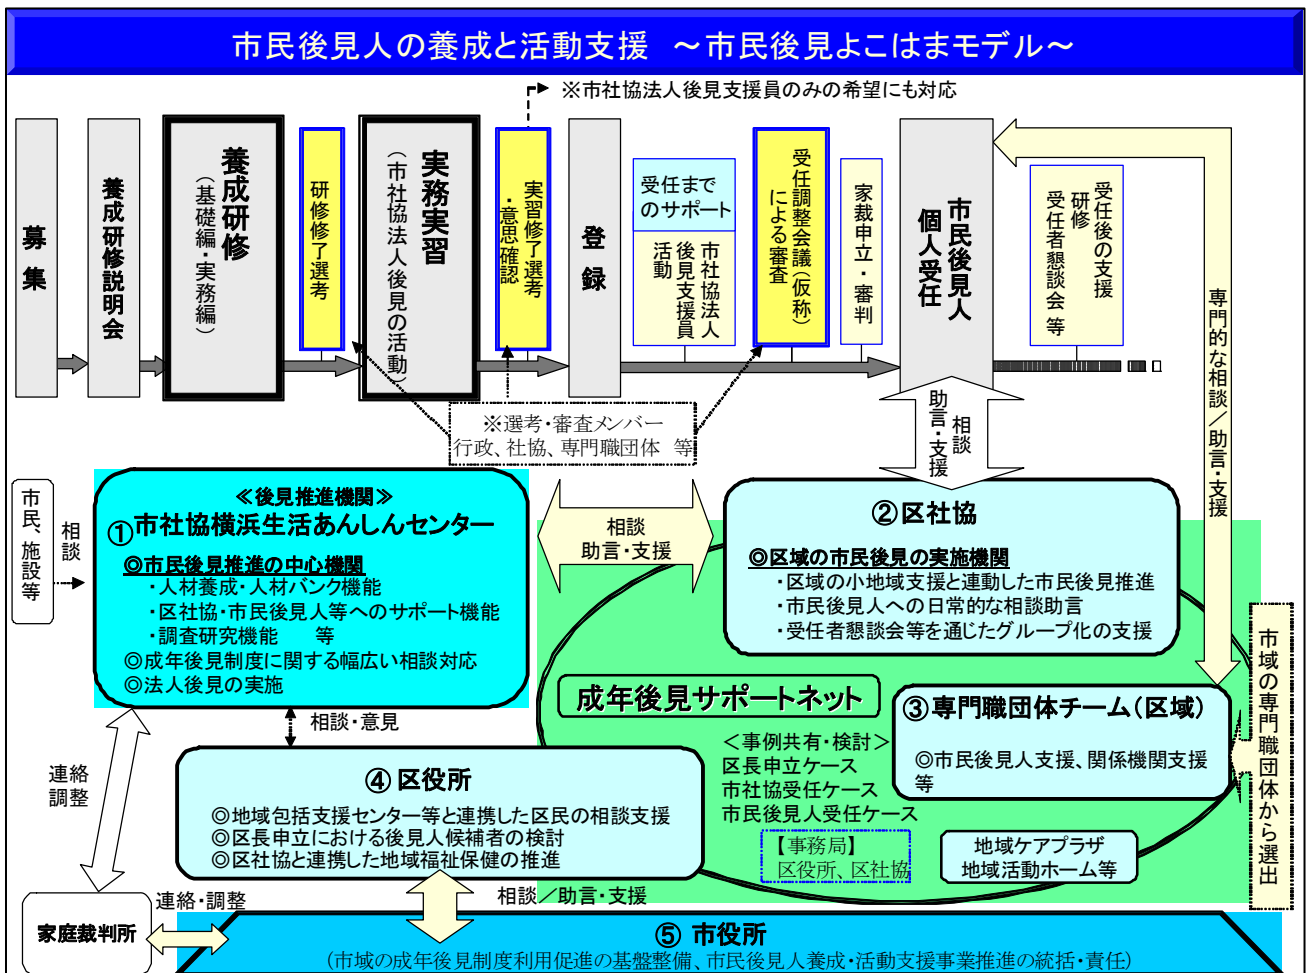 市民後見人の養成と活動支援　～市民後見よこはまモデル～
※市社協法人後見支援員のみの希望にも対応
募集
養成研修説明会
養成研修
（基礎編・実務編）
研修修了選考
実務実習
（市社協法人後見の活動）
実習修了選考
・意思確認
登録
受任まで
のサポート
市社協法人
後見支援員
活動
受任調整会議（仮称）
による審査
家裁申立・審判
市民後見人
個人受任
受任後の支援
研修
受任者懇談会 等
専門的な相談／助言・支援
※選考・審査メンバー
行政、社協、専門職団体　等
相談
助言・支援
市民、施設等
相談
≪後見推進機関≫
①市社協横浜生活あんしんセンター
◎市民後見推進の中心機関
・人材養成・人材バンク機能
・区社協・市民後見人等へのサポート機能
・調査研究機能　　等
◎成年後見制度に関する幅広い相談対応
◎法人後見の実施
相談
助言・支援
②区社協
◎区域の市民後見の実施機関
・区域の小地域支援と連動した市民後見推進
・市民後見人への日常的な相談助言
・受任者懇談会等を通じたグループ化の支援
成年後見サポートネット
③専門職団体チーム（区域）
◎市民後見人支援、関係機関支援
等
市域の専門職団体から選出
＜事例共有・検討＞
区長申立ケース
市社協受任ケース
市民後見人受任ケース
【事務局】
区役所、区社協
地域ケアプラザ
地域活動ホーム等
相談・意見
連絡
調整
④区役所
◎地域包括支援センター等と連携した区民の相談支援
◎区長申立における後見人候補者の検討
◎区社協と連携した地域福祉保健の推進
相談／助言・支援
連絡・調整
家庭裁判所
⑤ 市役所
（市域の成年後見制度利用促進の基盤整備、市民後見人養成・活動支援事業推進の統括・責任）